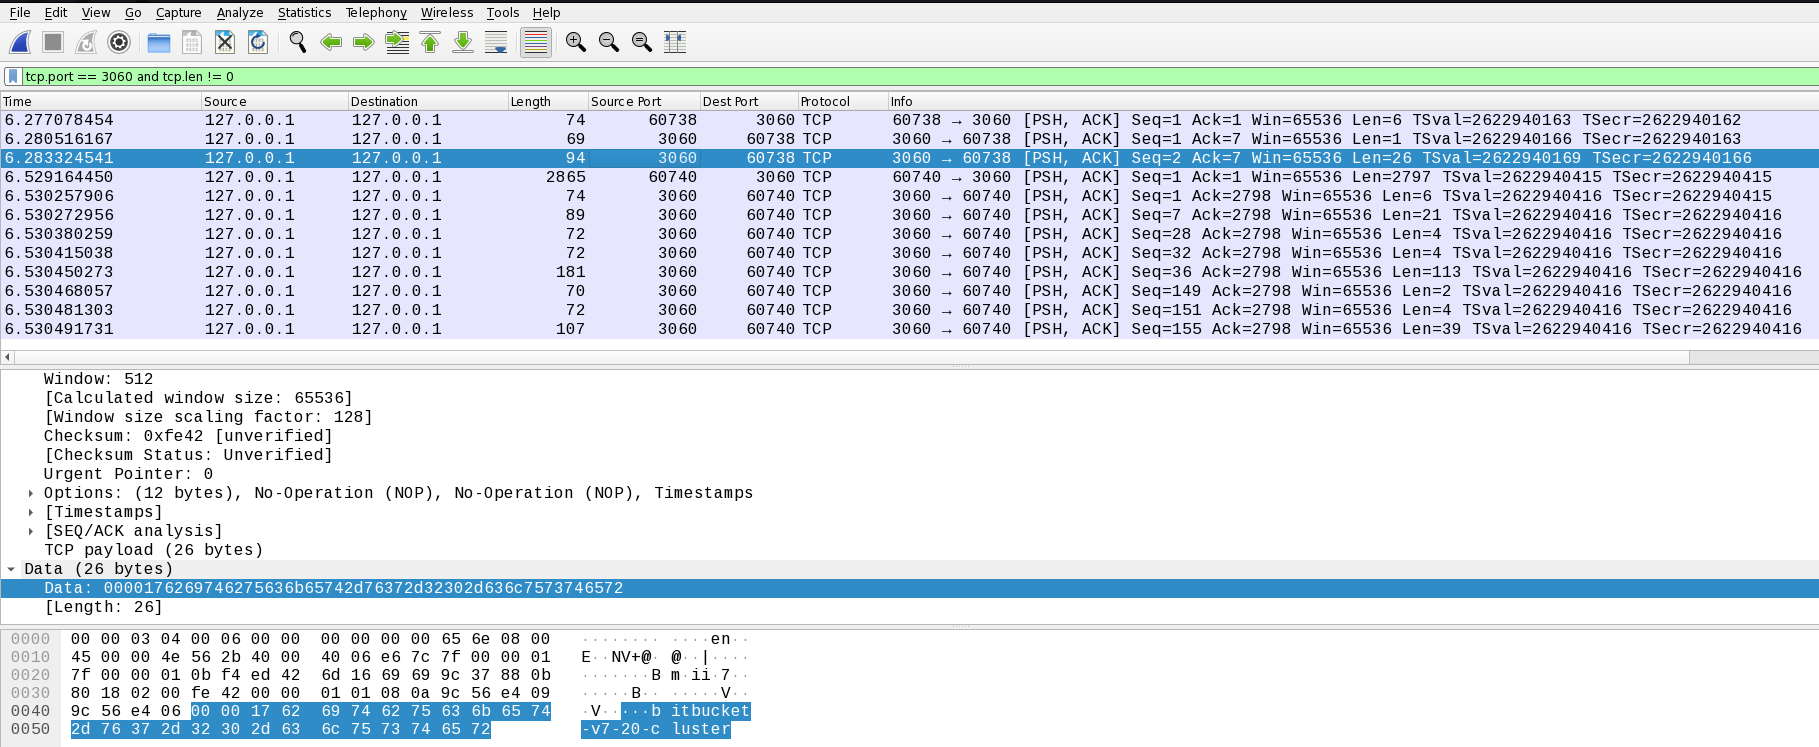 File Edit View Go Capture Analyze Statistics Telephony Wireless Tools Help
tcp.port == 3060 and tcp.len != 0
Time Source Destination Length Source Port Dest Port Protocol Info
6.277078454 127.0.0.1 127.0.0.1 74 60738 3060 TCP 60738 → 3060 [PSH, ACK] Seq=1 Ack=1 Win=65536 Len=6 TSval=2622940163 TSecr=2622940162
6.280516167 127.0.0.1 127.0.0.1 69 3060 60738 TCP 3060 → 60738 [PSH, ACK] Seq=1 Ack=7 Win=65536 Len=1 TSval=2622940166 TSecr=2622940163
6.283324541 127.0.0.1 127.0.0.1 94 3060 60738 TCP 3060 → 60738 [PSH, ACK] Seq=2 Ack=7 Win=65536 Len=26 TSval=2622940169 TSecr=2622940166
6.529164450 127.0.0.1 127.0.0.1 2865 60740 3060 TCP 60740 → 3060 [PSH, ACK] Seq=1 Ack=1 Win=65536 Len=2797 TSval=2622940415 TSecr=2622940415
6.530257906 127.0.0.1 127.0.0.1 74 3060 60740 TCP 3060 → 60740 [PSH, ACK] Seq=1 Ack=2798 Win=65536 Len=6 TSval=2622940416 TSecr=2622940415
6.530272956 127.0.0.1 127.0.0.1 89 3060 60740 TCP 3060 → 60740 [PSH, ACK] Seq=7 Ack=2798 Win=65536 Len=21 TSval=2622940416 TSecr=2622940416
6.530380259 127.0.0.1 127.0.0.1 72 3060 60740 TCP 3060 → 60740 [PSH, ACK] Seq=28 Ack=2798 Win=65536 Len=4 TSval=2622940416 TSecr=2622940416
6.530415038 127.0.0.1 127.0.0.1 72 3060 60740 TCP 3060 → 60740 [PSH, ACK] Seq=32 Ack=2798 Win=65536 Len=4 TSval=2622940416 TSecr=2622940416
6.530450273 127.0.0.1 127.0.0.1 181 3060 60740 TCP 3060 → 60740 [PSH, ACK] Seq=36 Ack=2798 Win=65536 Len=113 TSval=2622940416 TSecr=2622940416
6.530468057 127.0.0.1 127.0.0.1 70 3060 60740 TCP 3060 → 60740 [PSH, ACK] Seq=149 Ack=2798 Win=65536 Len=2 TSval=2622940416 TSecr=2622940416
6.530481303 127.0.0.1 127.0.0.1 72 3060 60740 TCP 3060 → 60740 [PSH, ACK] Seq=151 Ack=2798 Win=65536 Len=4 TSval=2622940416 TSecr=2622940416
6.530491731 127.0.0.1 127.0.0.1 107 3060 60740 TCP 3060 → 60740 [PSH, ACK] Seq=155 Ack=2798 Win=65536 Len=39 TSval=2622940416 TSecr=2622940416
Window: 512
[Calculated window size: 65536]
[Window size scaling factor: 128]
Checksum: 0xfe42 [unverified]
[Checksum Status: Unverified]
Urgent Pointer: 0
Options: (12 bytes), No-Operation (NOP), No-Operation (NOP), Timestamps
[Timestamps]
[SEQ/ACK analysis]
TCP payload (26 bytes)
Data (26 bytes)
Data: 0000176269746275636b65742d76372d32302d636c7573746572
[Length: 26]
0000 00 00 03 04 00 06 00 00 00 00 00 00 65 6e 08 00 ········ ····en··
0010 45 00 00 4e 56 2b 40 00 40 06 e6 7c 7f 00 00 01 E··NV+@· @··|····
0020 7f 00 00 01 0b f4 ed 42 6d 16 69 69 9c 37 88 0b ·······B m·ii·7··
0030 80 18 02 00 fe 42 00 00 01 01 08 0a 9c 56 e4 09 ·····B·· ·····V··
0040 9c 56 e4 06 00 00 17 62 69 74 62 75 63 6b 65 74 ·V·····b itbucket
0050 2d 76 37 2d 32 30 2d 63 6c 75 73 74 65 72 -v7-20-c luster